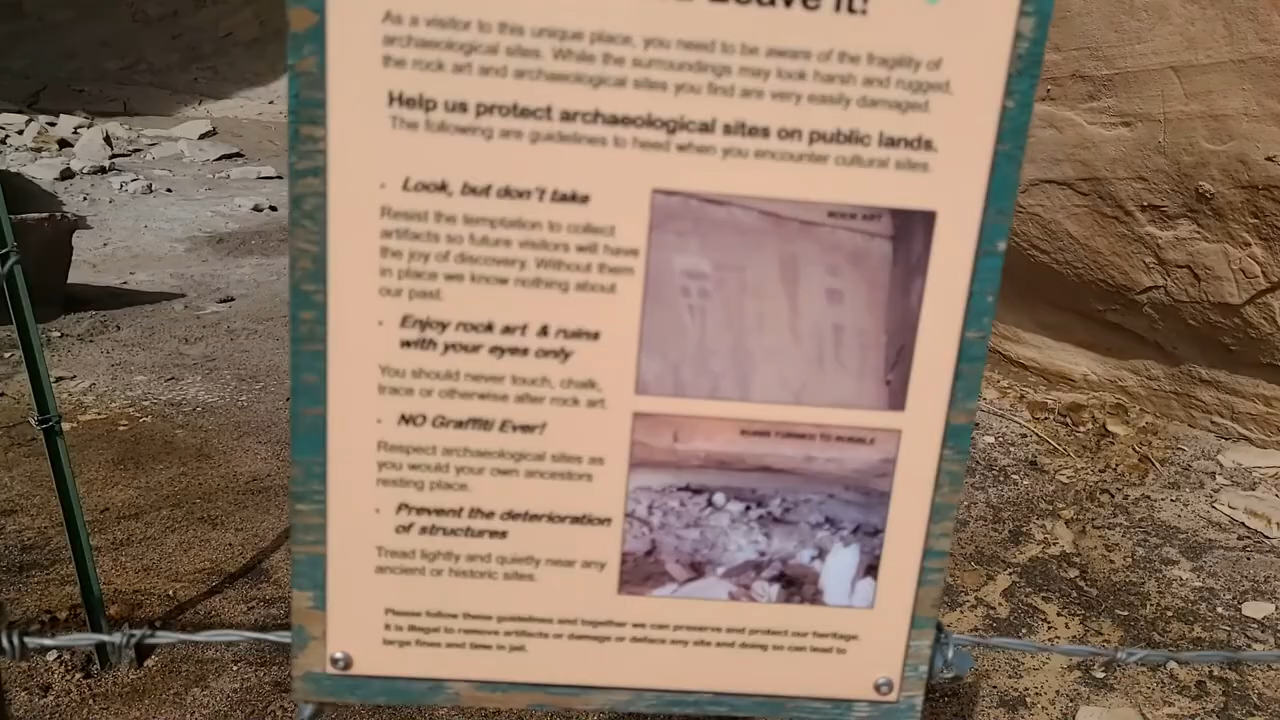 Leave it!
As a visitor to this unique place, you need to be aware of the fragility of
archaeological sites. While the surroundings may look harsh and rugged,
the rock art and archaeological sites you find are very easily damaged.
Help us protect archaeological sites on public lands.
The following are guidelines to heed when you encounter cultural sites.
· Look, but don't take
Resist the temptation to collect
artifacts so future visitors will have
the joy of discovery. Without them
in place we know nothing about
our past.
· Enjoy rock art & ruins
with your eyes only
You should never touch, chalk,
trace or otherwise alter rock art.
· NO Graffiti Ever!
Respect archaeological sites as
you would your own ancestors
resting place.
· Prevent the deterioration
of structures
Tread lightly and quietly near any
ancient or historic sites.
ROCK ART
RUINS TURNED TO RUBBLE
Please follow these guidelines and together we can preserve and protect our heritage.
It is illegal to remove artifacts or damage or deface any site and doing so can lead to
large fines and time in jail.